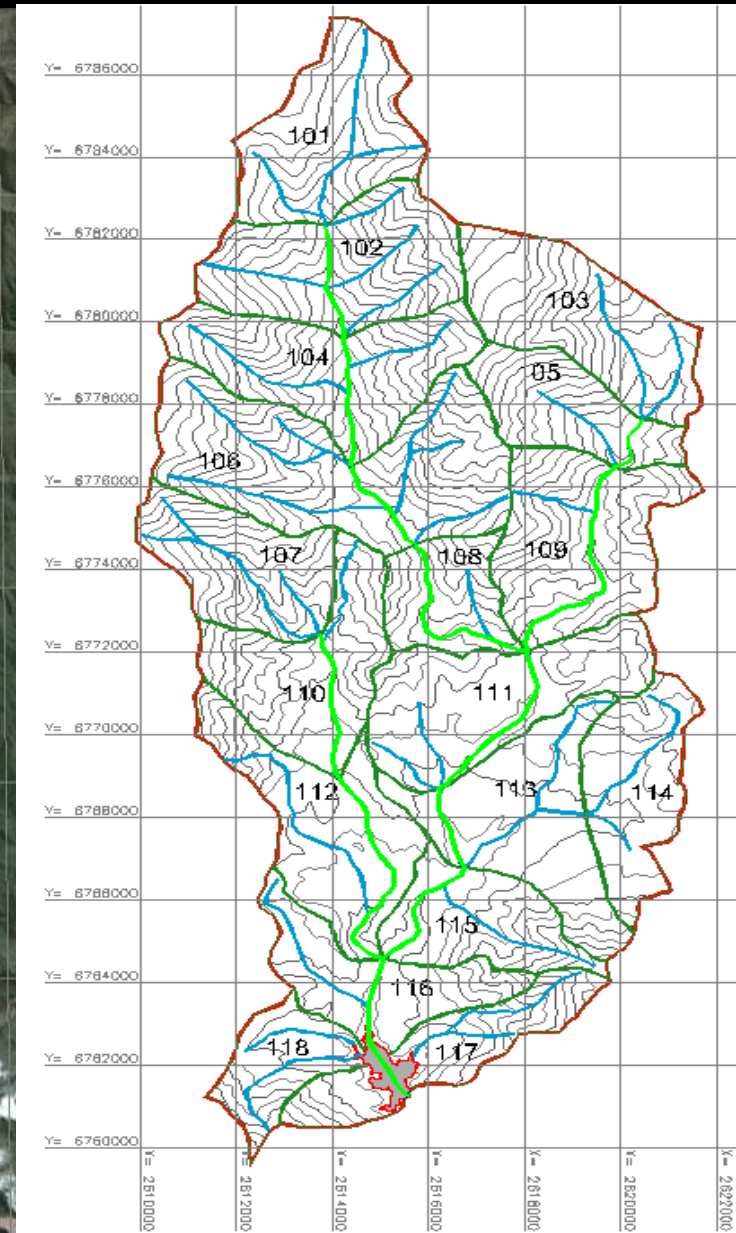 Y= 6786000
101
Y= 6784000
Y= 6782000
102
103
Y= 6780000
104
05
Y= 6778000
106
Y= 6776000
107
108
109
Y= 6774000
Y= 6772000
110
111
Y= 6770000
112
113
114
Y= 6768000
Y= 6766000
115
Y= 6764000
116
118
117
Y= 6762000
Y= 6760000
Y= 2610000
Y= 2612000
Y= 2614000
Y= 2616000
X= 2618000
Y= 2620000
X= 2622000